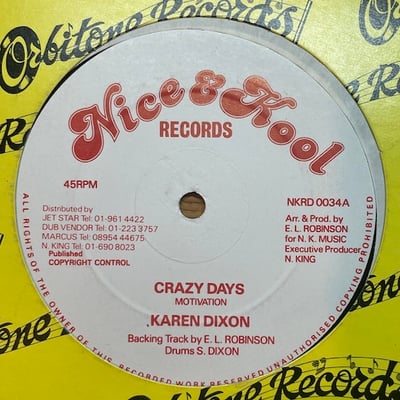 Orbitone Records
Nice & Kool
RECORDS
45RPM
NKRD 0034A
Distributed by
JET STAR Tel: 01-961 4422
DUB VENDOR Tel: 01-223 3757
MARCUS Tel: 08954 44675
N. KING Tel: 01-690 8023
Published:
COPYRIGHT CONTROL
Arr. & Prod. by
E. L. ROBINSON
for N. K. MUSIC
Executive Producer
N. KING
CRAZY DAYS
MOTIVATION
KAREN DIXON
Backing Track by E. L. ROBINSON
Drums S. DIXON
ALL RIGHTS OF THE OWNER OF THIS RECORDED WORK RESERVED UNAUTHORISED COPYING PROHIBITED
Orbitone Records